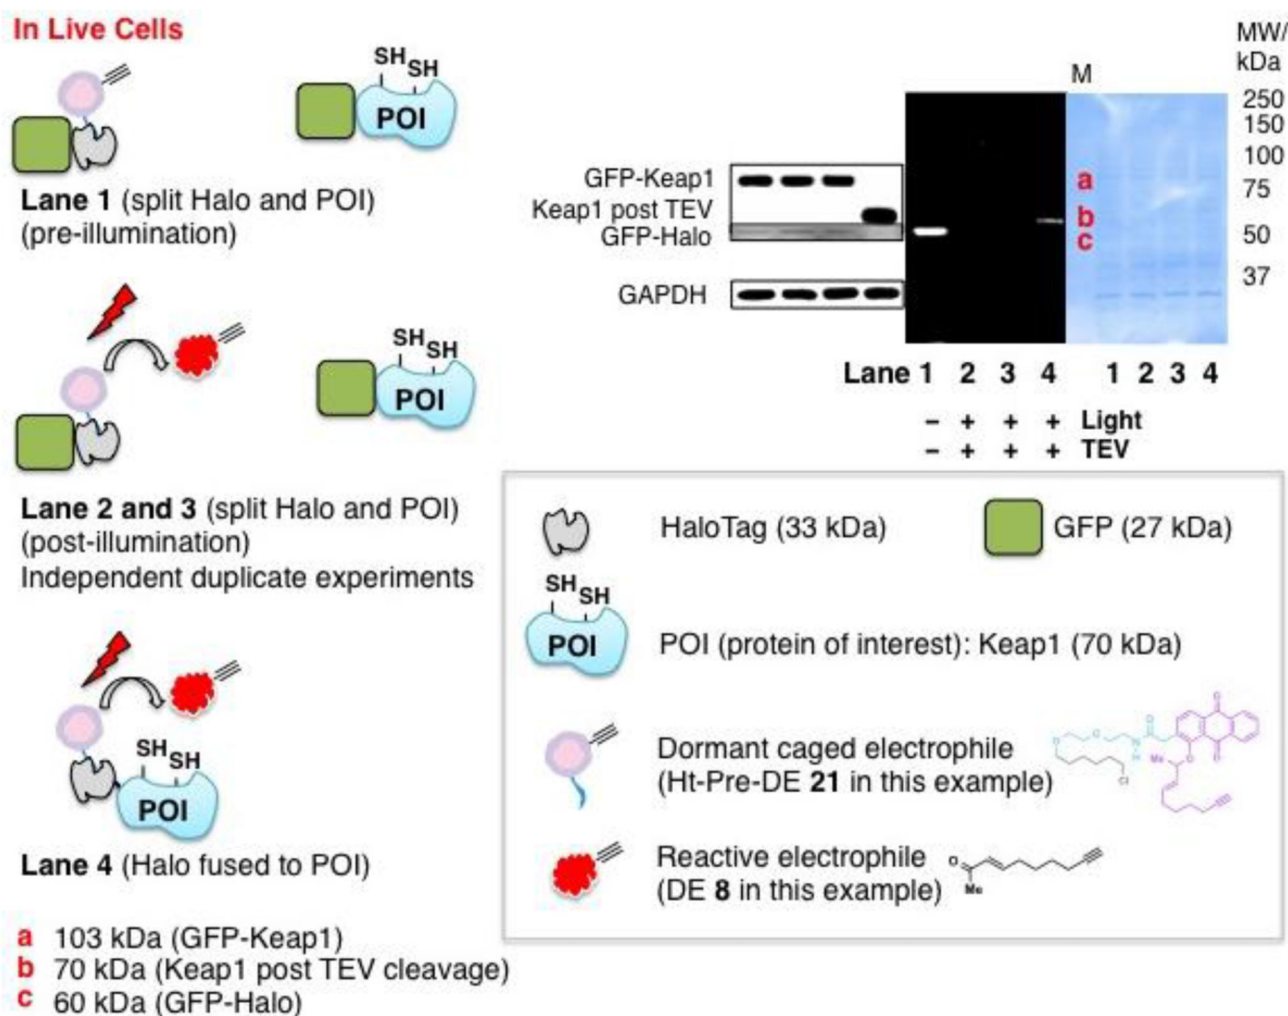 In Live Cells
SH
SH
POI
Lane 1 (split Halo and POI)
(pre-illumination)
SH
SH
POI
Lane 2 and 3 (split Halo and POI)
(post-illumination)
Independent duplicate experiments
SH
SH
POI
Lane 4 (Halo fused to POI)
a 103 kDa (GFP-Keap1)
b 70 kDa (Keap1 post TEV cleavage)
c 60 kDa (GFP-Halo)
GFP-Keap1
Keap1 post TEV
GFP-Halo
GAPDH
M
MW/
kDa
250
150
100
75
50
37
a
b
c
Lane 1 2 3 4 1 2 3 4
– + + + Light
– + + + TEV
HaloTag (33 kDa)
GFP (27 kDa)
SH
SH
POI
POI (protein of interest): Keap1 (70 kDa)
Dormant caged electrophile
(Ht-Pre-DE 21 in this example)
O
O
O
O
N
H
Me
O
Cl
Reactive electrophile
(DE 8 in this example)
O
Me